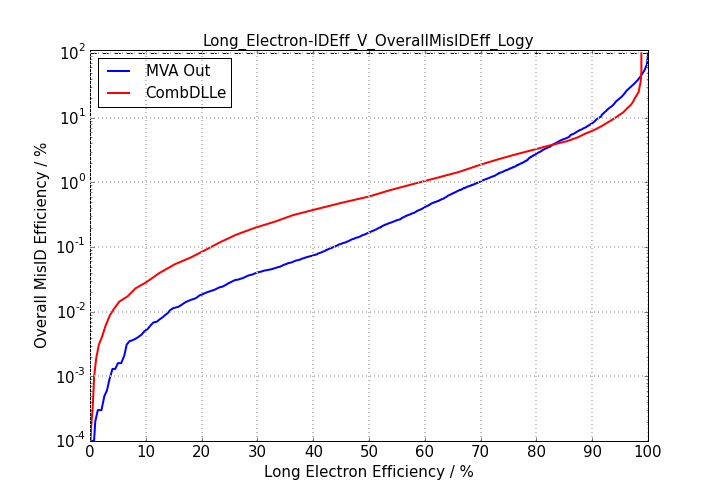 Long_Electron-IDEff_V_OverallMisIDEff_Logy
MVA Out
CombDLLe
Overall MisID Efficiency / %
10^2
10^1
10^0
10^-1
10^-2
10^-3
10^-4
0 10 20 30 40 50 60 70 80 90 100
Long Electron Efficiency / %